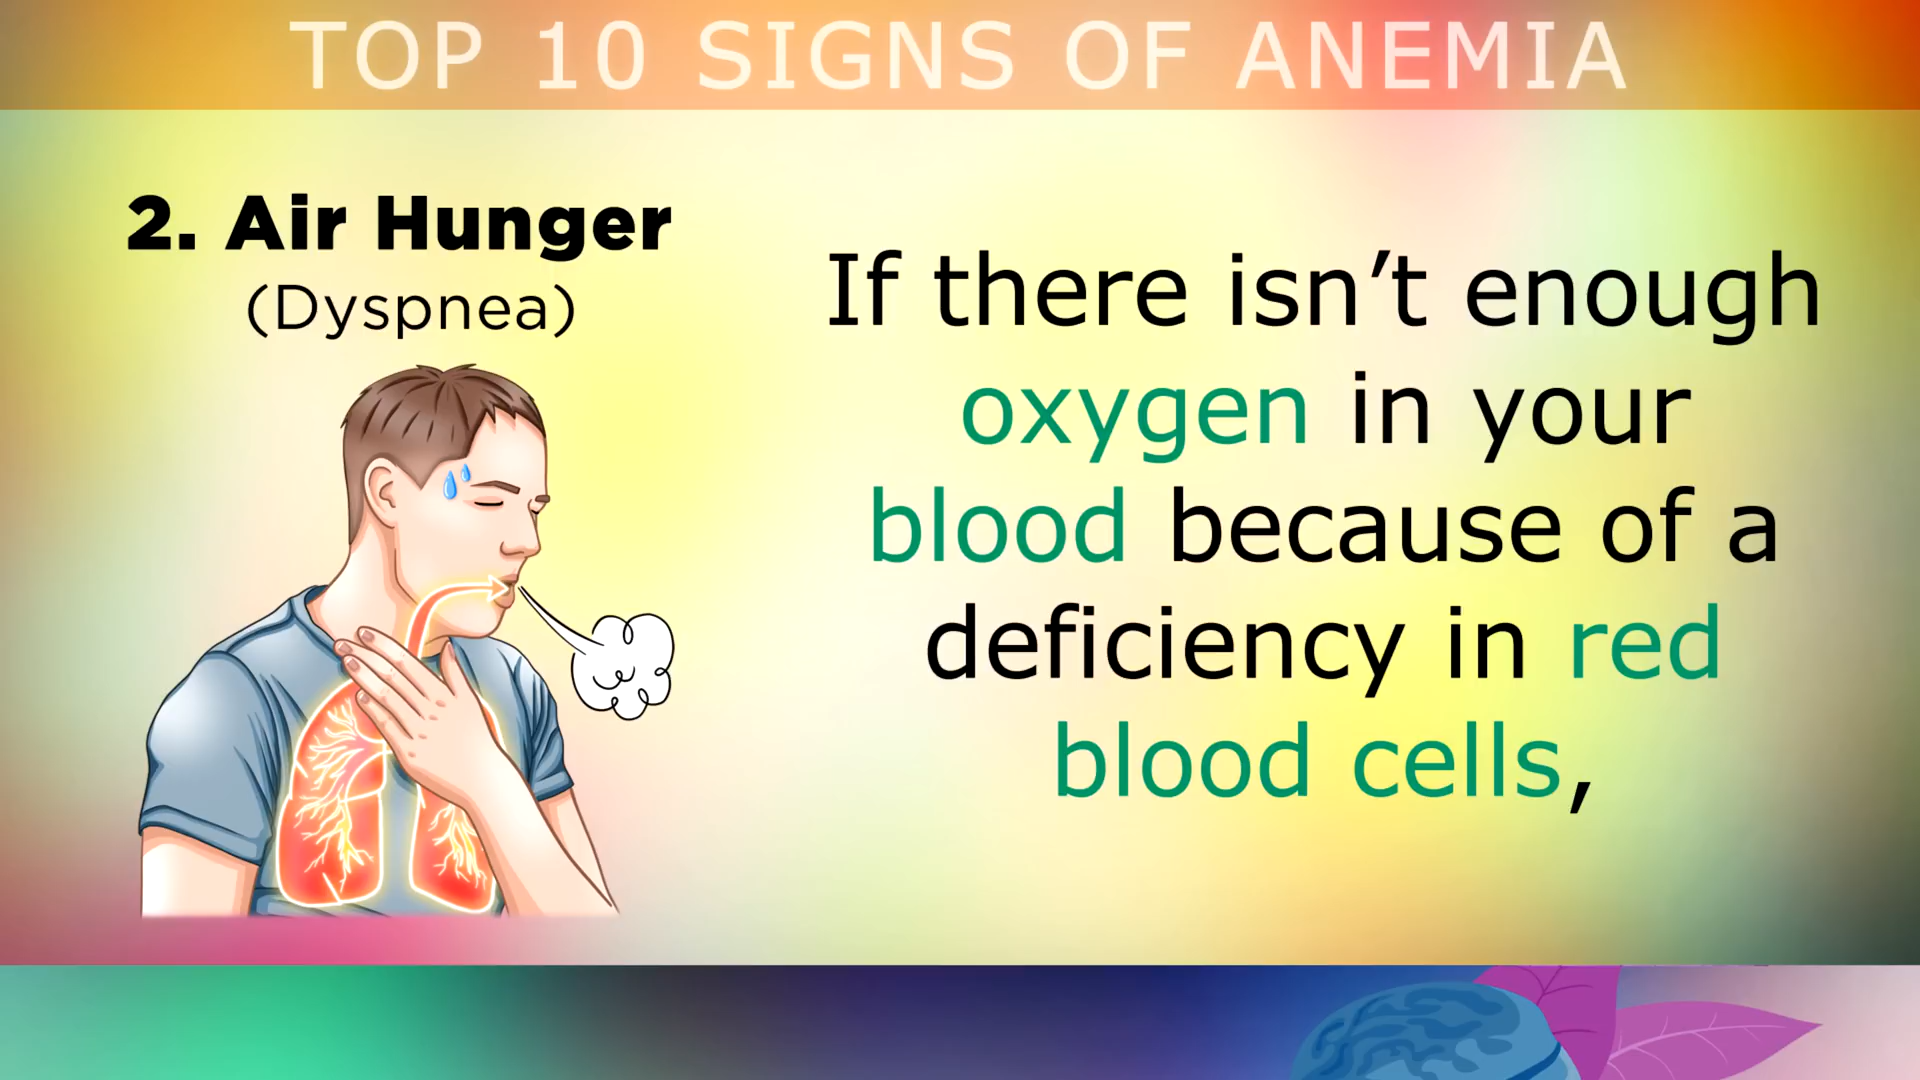 TOP 10 SIGNS OF ANEMIA
2. Air Hunger
(Dyspnea)
If there isn’t enough
oxygen in your
blood because of a
deficiency in red
blood cells,